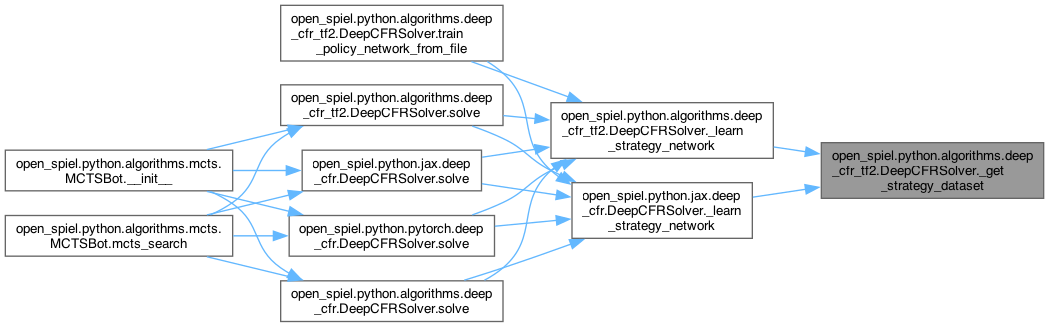 open_spiel.python.algorithms.deep
_cfr_tf2.DeepCFRSolver.train
_policy_network_from_file
open_spiel.python.algorithms.deep
_cfr_tf2.DeepCFRSolver.solve
open_spiel.python.algorithms.mcts.
MCTSBot.__init__
open_spiel.python.jax.deep
_cfr.DeepCFRSolver.solve
open_spiel.python.algorithms.mcts.
MCTSBot.mcts_search
open_spiel.python.pytorch.deep
_cfr.DeepCFRSolver.solve
open_spiel.python.algorithms.deep
_cfr.DeepCFRSolver.solve
open_spiel.python.algorithms.deep
_cfr_tf2.DeepCFRSolver._learn
_strategy_network
open_spiel.python.jax.deep
_cfr.DeepCFRSolver._learn
_strategy_network
open_spiel.python.algorithms.deep
_cfr_tf2.DeepCFRSolver._get
_strategy_dataset